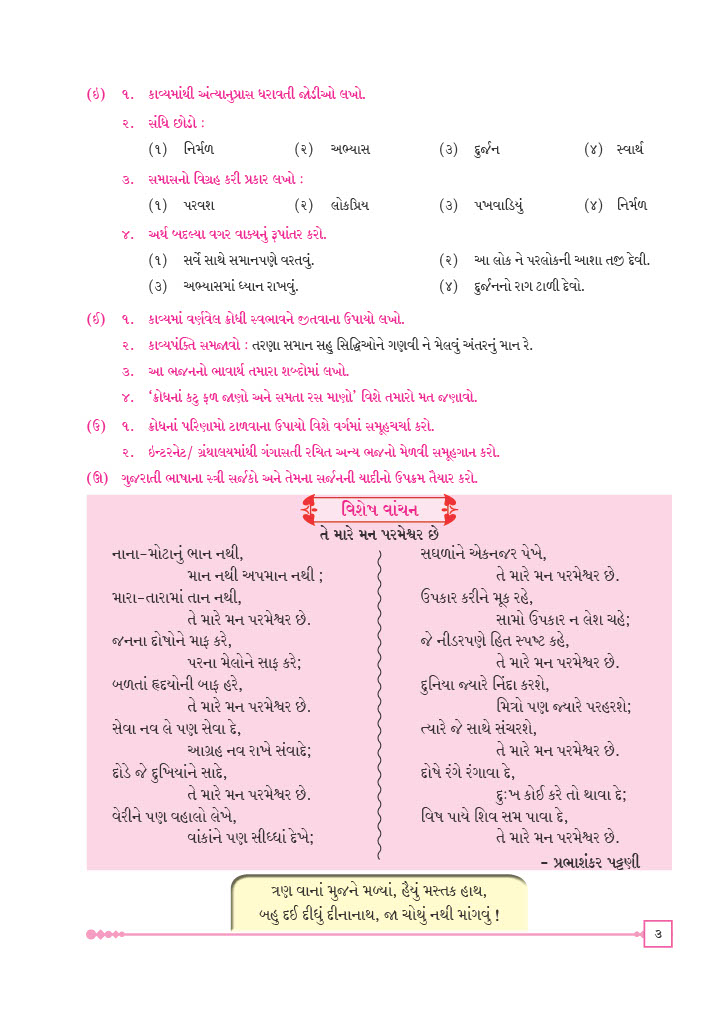 (ઇ) ૧. કાવ્યમાંથી અંત્યાનુપ્રાસ ધરાવતી જોડીઓ લખો.
૨. સંધિ છોડો :
(૧) નિર્મળ (૨) અભ્યાસ (૩) દુર્જન (૪) સ્વાર્થ
૩. સમાસનો વિગ્રહ કરી પ્રકાર લખો :
(૧) પરવશ (૨) લોકપ્રિય (૩) પખવાડિયું (૪) નિર્મળ
૪. અર્થ બદલ્યા વગર વાક્યનું રૂપાંતર કરો.
(૧) સર્વે સાથે સમાનપણે વરતવું. (૨) આ લોક ને પરલોકની આશા તજી દેવી.
(૩) અભ્યાસમાં ધ્યાન રાખવું. (૪) દુર્જનનો રાગ ટાળી દેવો.
(ઈ) ૧. કાવ્યમાં વર્ણવેલ ક્રોધી સ્વભાવને જીતવાના ઉપાયો લખો.
૨. કાવ્યપંક્તિ સમજાવો : તરણા સમાન સહુ સિદ્ધિઓને ગણવી ને મેલવું અંતરનું માન રે.
૩. આ ભજનનો ભાવાર્થ તમારા શબ્દોમાં લખો.
૪. ‘ક્રોધનાં કટુ ફળ જાણો અને સમતા રસ માણો’ વિશે તમારો મત જણાવો.
(ઉ) ૧. ક્રોધનાં પરિણામો ટાળવાના ઉપાયો વિશે વર્ગમાં સમૂહચર્ચા કરો.
૨. ઇન્ટરનેટ/ ગ્રંથાલયમાંથી ગંગાસતી રચિત અન્ય ભજનો મેળવી સમૂહગાન કરો.
(ઊ) ગુજરાતી ભાષાના સ્ત્રી સર્જકો અને તેમના સર્જનની યાદીનો ઉપક્રમ તૈયાર કરો.
વિશેષ વાંચન
તે મારે મન પરમેશ્વર છે
નાના-મોટાનું ભાન નથી,
માન નથી અપમાન નથી ;
મારા-તારામાં તાન નથી,
તે મારે મન પરમેશ્વર છે.
જનના દોષોને માફ કરે,
પરના મેલોને સાફ કરે;
બળતાં હૃદયોની બાફ હરે,
તે મારે મન પરમેશ્વર છે.
સેવા નવ લે પણ સેવા દે,
આગ્રહ નવ રાખે સંવાદે;
દોડે જે દુખિયાંને સાદે,
તે મારે મન પરમેશ્વર છે.
વેરીને પણ વહાલો લેખે,
વાંકાંને પણ સીધ્ધાં દેખે;
સઘળાંને એકનજર પેખે,
તે મારે મન પરમેશ્વર છે.
ઉપકાર કરીને મૂક રહે,
સામો ઉપકાર ન લેશ ચહે;
જે નીડરપણે હિત સ્પષ્ટ કહે,
તે મારે મન પરમેશ્વર છે.
દુનિયા જ્યારે નિંદા કરશે,
મિત્રો પણ જ્યારે પરહરશે;
ત્યારે જે સાથે સંચરશે,
તે મારે મન પરમેશ્વર છે.
દોષે રંગે રંગાવા દે,
દુઃખ કોઈ કરે તો થાવા દે;
વિષ પાયે શિવ સમ પાવા દે,
તે મારે મન પરમેશ્વર છે.
– પ્રભાશંકર પટ્ટણી
ત્રણ વાનાં મુજને મળ્યાં, હૈયું મસ્તક હાથ,
બહુ દઈ દીધું દીનાનાથ, જા ચોથું નથી માંગવું !
૩